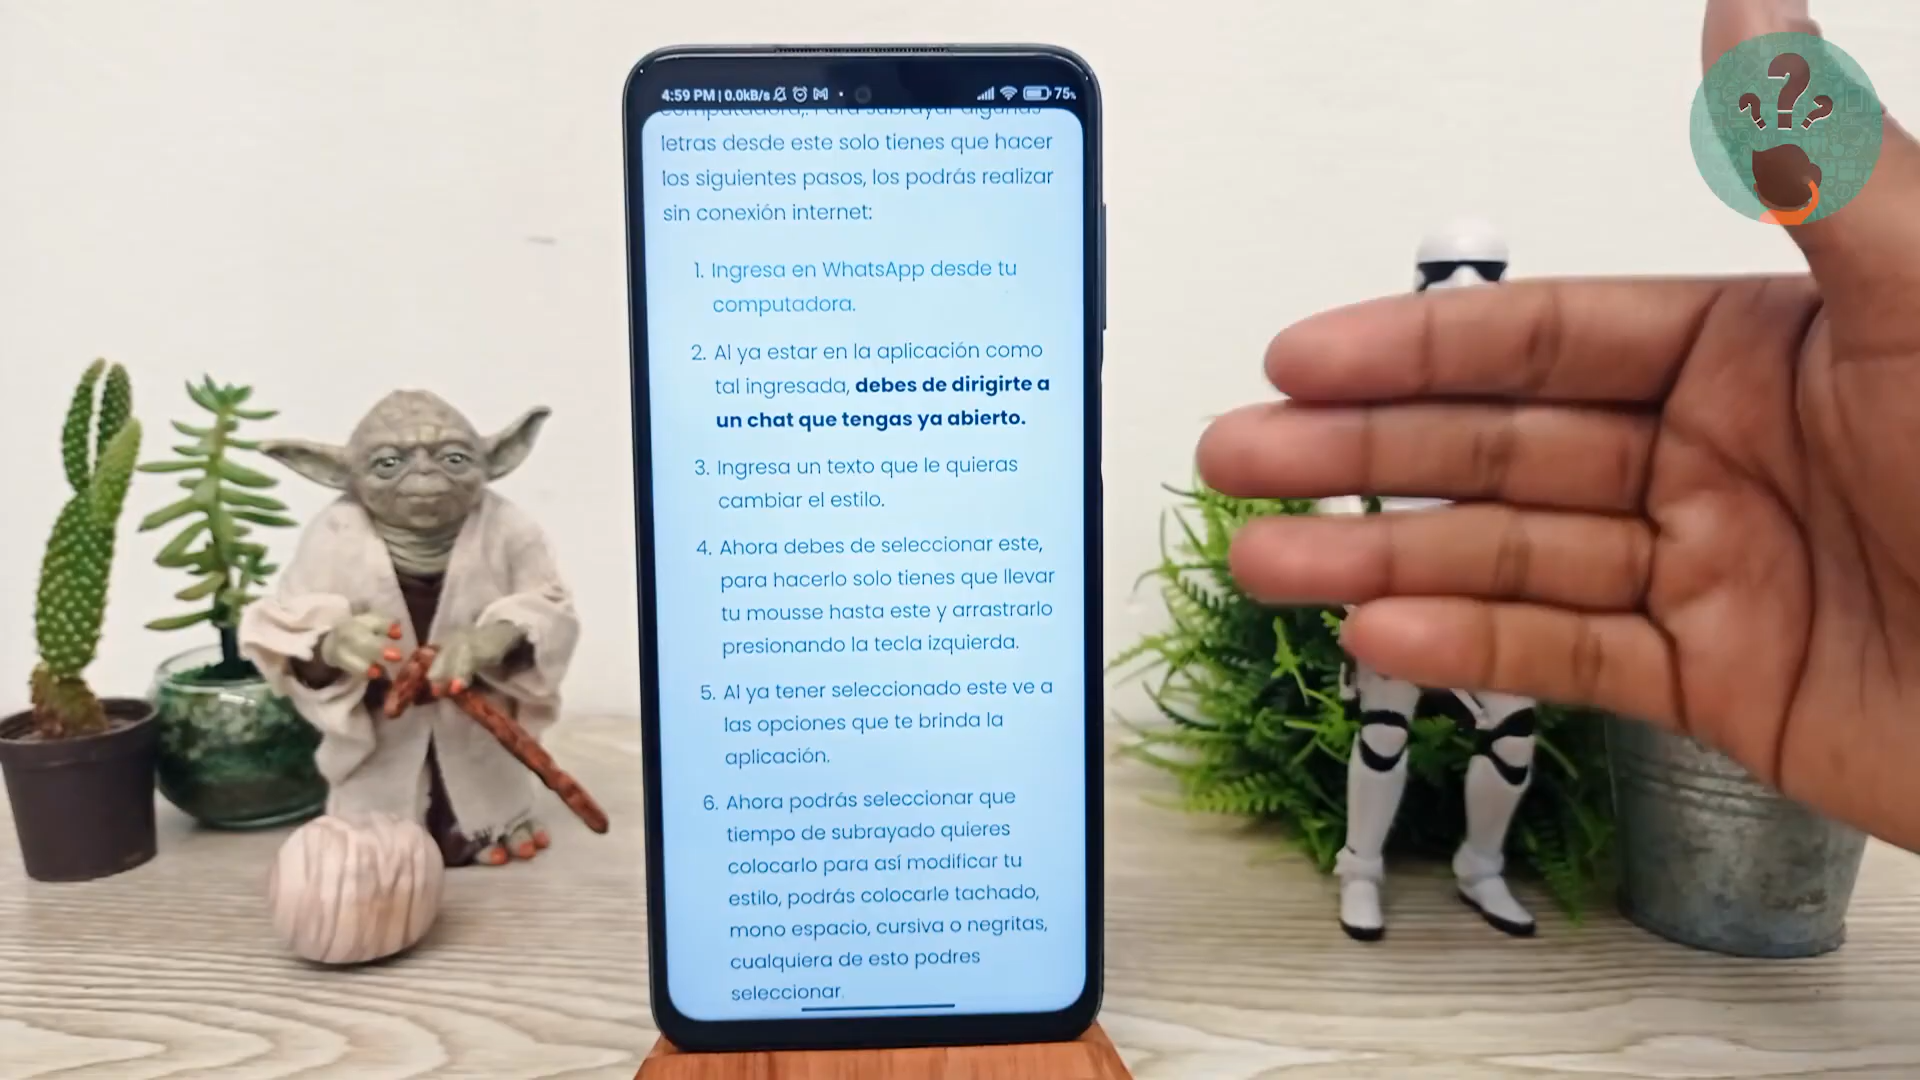 4:59 PM | 0.0kB/s 75%
computadora,. Para subrayar algunas
letras desde este solo tienes que hacer
los siguientes pasos, los podrás realizar
sin conexión internet:
1. Ingresa en WhatsApp desde tu
computadora.
2. Al ya estar en la aplicación como
tal ingresada, debes de dirigirte a
un chat que tengas ya abierto.
3. Ingresa un texto que le quieras
cambiar el estilo.
4. Ahora debes de seleccionar este,
para hacerlo solo tienes que llevar
tu mousse hasta este y arrastrarlo
presionando la tecla izquierda.
5. Al ya tener seleccionado este ve a
las opciones que te brinda la
aplicación.
6. Ahora podrás seleccionar que
tiempo de subrayado quieres
colocarlo para así modificar tu
estilo, podrás colocarle tachado,
mono espacio, cursiva o negritas,
cualquiera de esto podres
seleccionar.